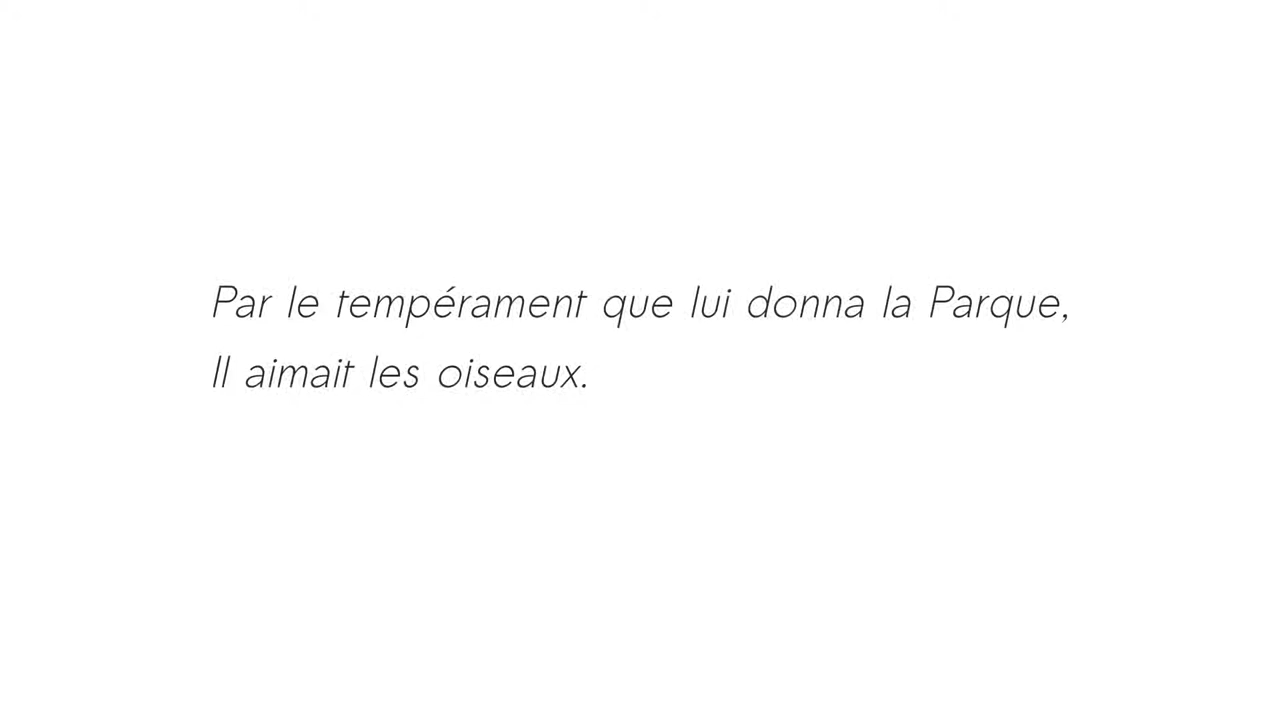 Par le tempérament que lui donna la Parque,
Il aimait les oiseaux.